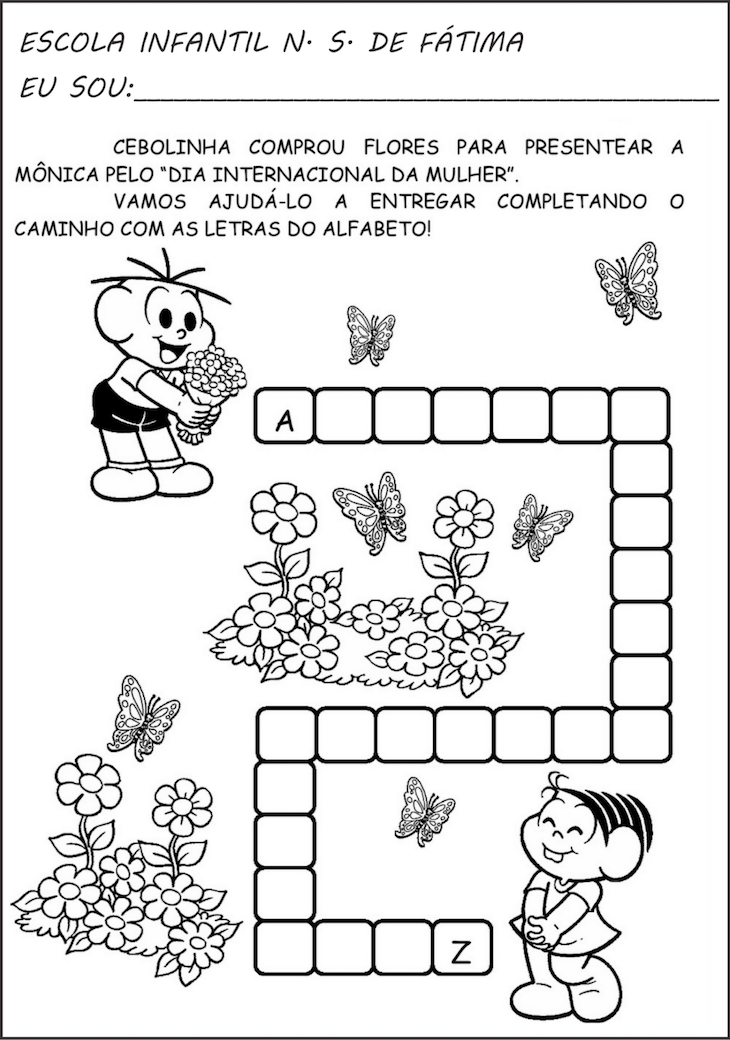 ESCOLA INFANTIL N. S. DE FÁTIMA
EU SOU:
CEBOLINHA COMPROU FLORES PARA PRESENTEAR A
MÔNICA PELO “DIA INTERNACIONAL DA MULHER”.
VAMOS AJUDÁ-LO A ENTREGAR COMPLETANDO O
CAMINHO COM AS LETRAS DO ALFABETO!
A
Z